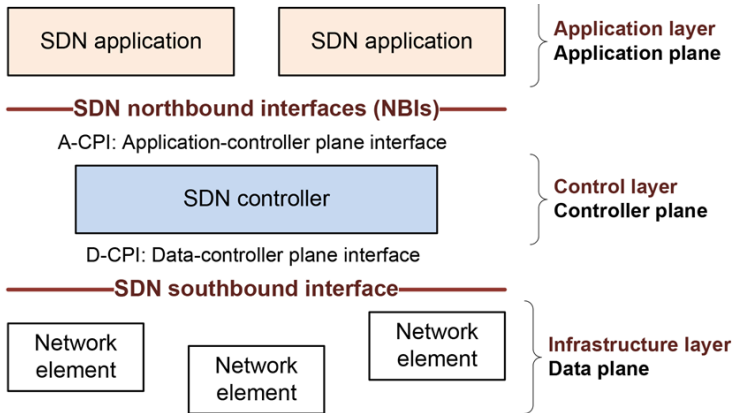 SDN application
SDN application
Application layer
Application plane
SDN northbound interfaces (NBIs)
A-CPI: Application-controller plane interface
SDN controller
Control layer
Controller plane
D-CPI: Data-controller plane interface
SDN southbound interface
Network
element
Network
element
Network
element
Infrastructure layer
Data plane